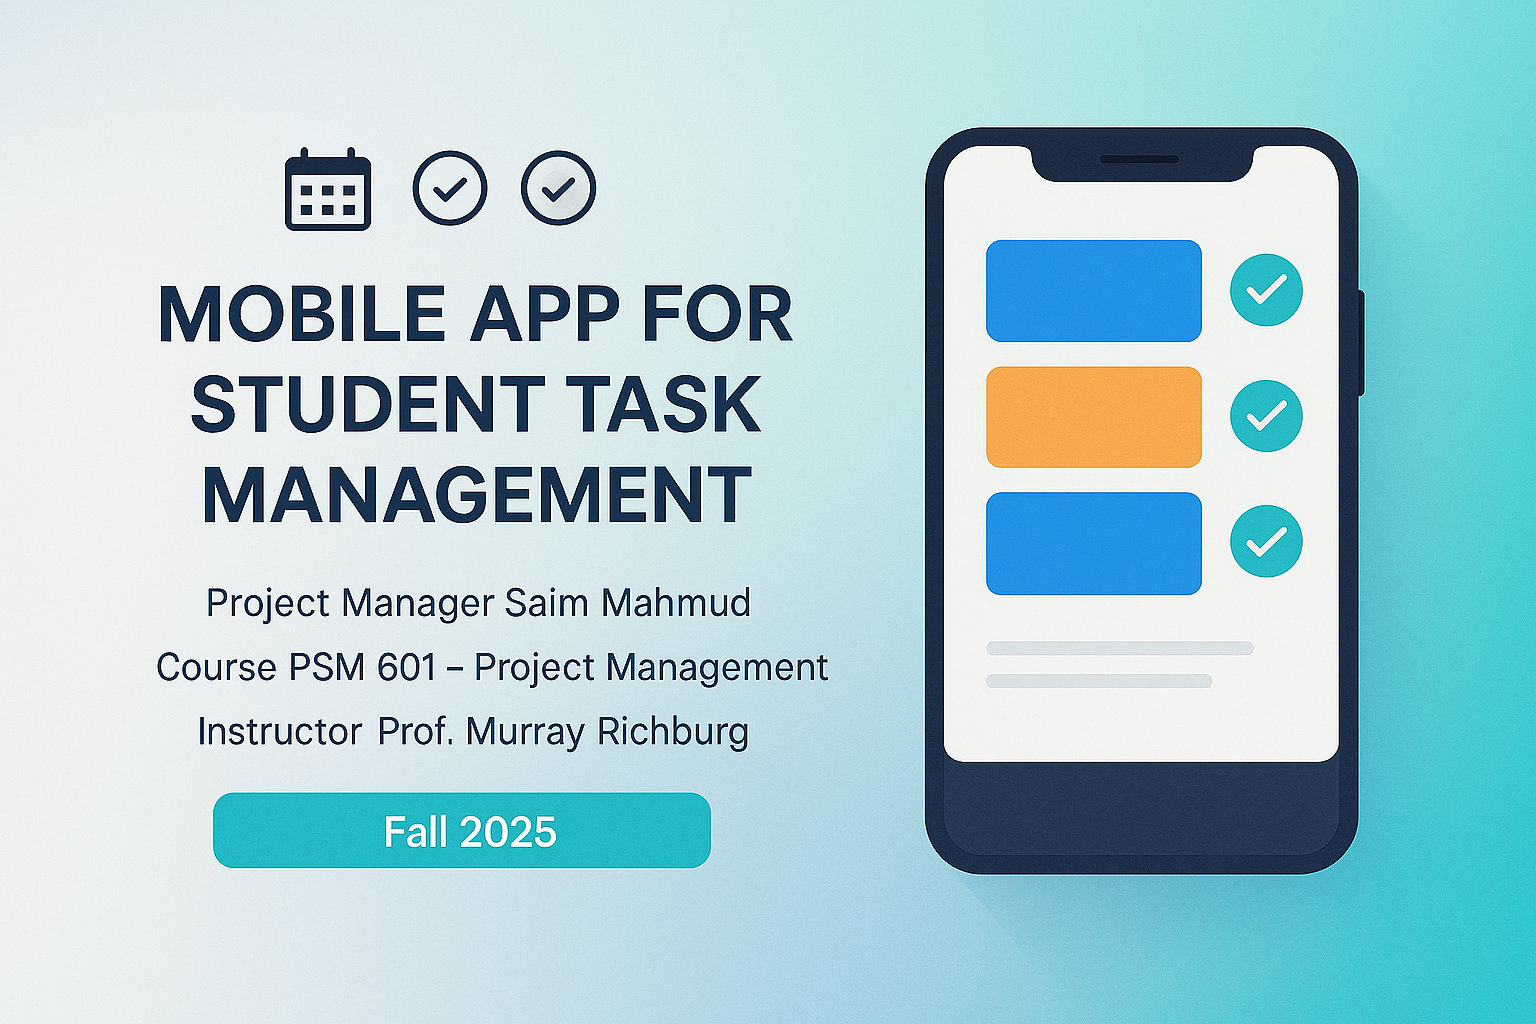 MOBILE APP FOR
STUDENT TASK
MANAGEMENT
Project Manager Saim Mahmud
Course PSM 601 – Project Management
Instructor Prof. Murray Richburg
Fall 2025